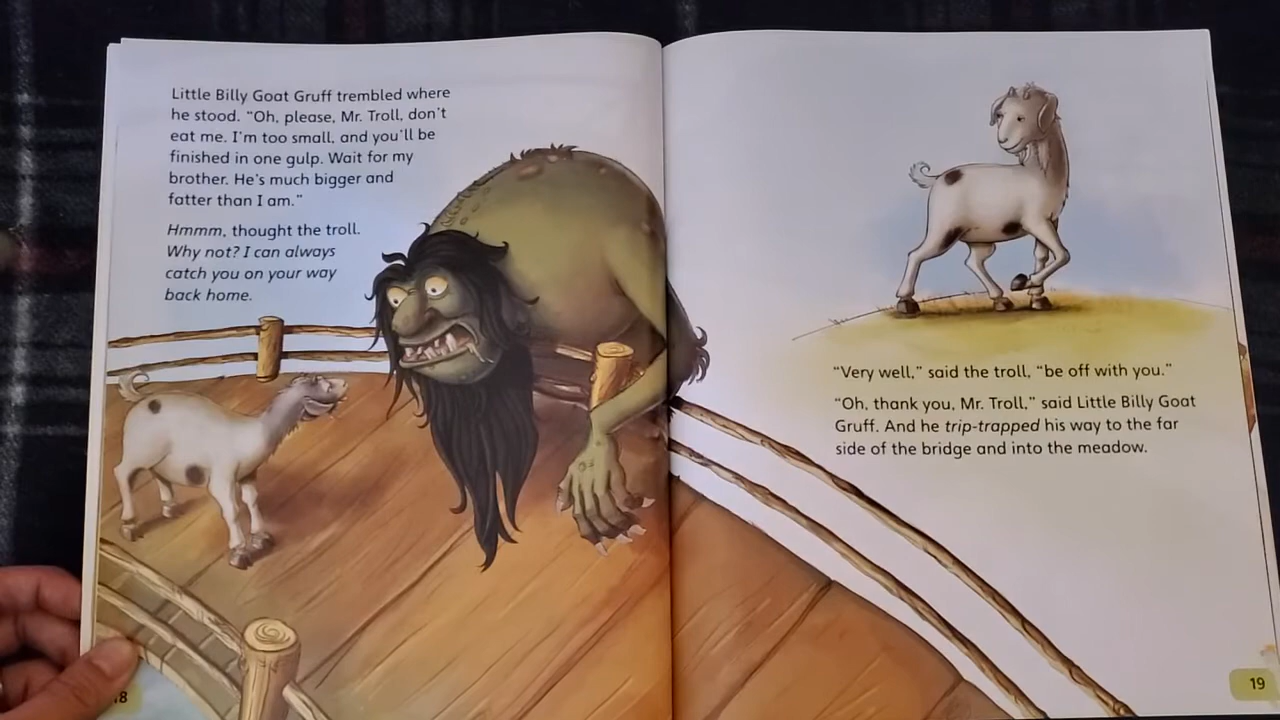 Little Billy Goat Gruff trembled where
he stood. “Oh, please, Mr. Troll, don’t
eat me. I’m too small, and you’ll be
finished in one gulp. Wait for my
brother. He’s much bigger and
fatter than I am.”
Hmmm, thought the troll.
Why not? I can always
catch you on your way
back home.
“Very well,” said the troll, “be off with you.”
“Oh, thank you, Mr. Troll,” said Little Billy Goat
Gruff. And he trip-trapped his way to the far
side of the bridge and into the meadow.
19